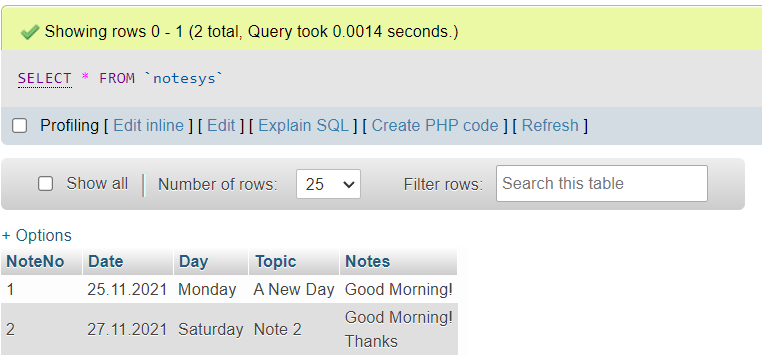 Showing rows 0 - 1 (2 total, Query took 0.0014 seconds.)
SELECT * FROM `notesys`
Profiling [ Edit inline ] [ Edit ] [ Explain SQL ] [ Create PHP code ] [ Refresh ]
Show all Number of rows: 25 Filter rows: Search this table
+ Options
NoteNo Date Day Topic Notes
1 25.11.2021 Monday A New Day Good Morning!
2 27.11.2021 Saturday Note 2 Good Morning!
Thanks